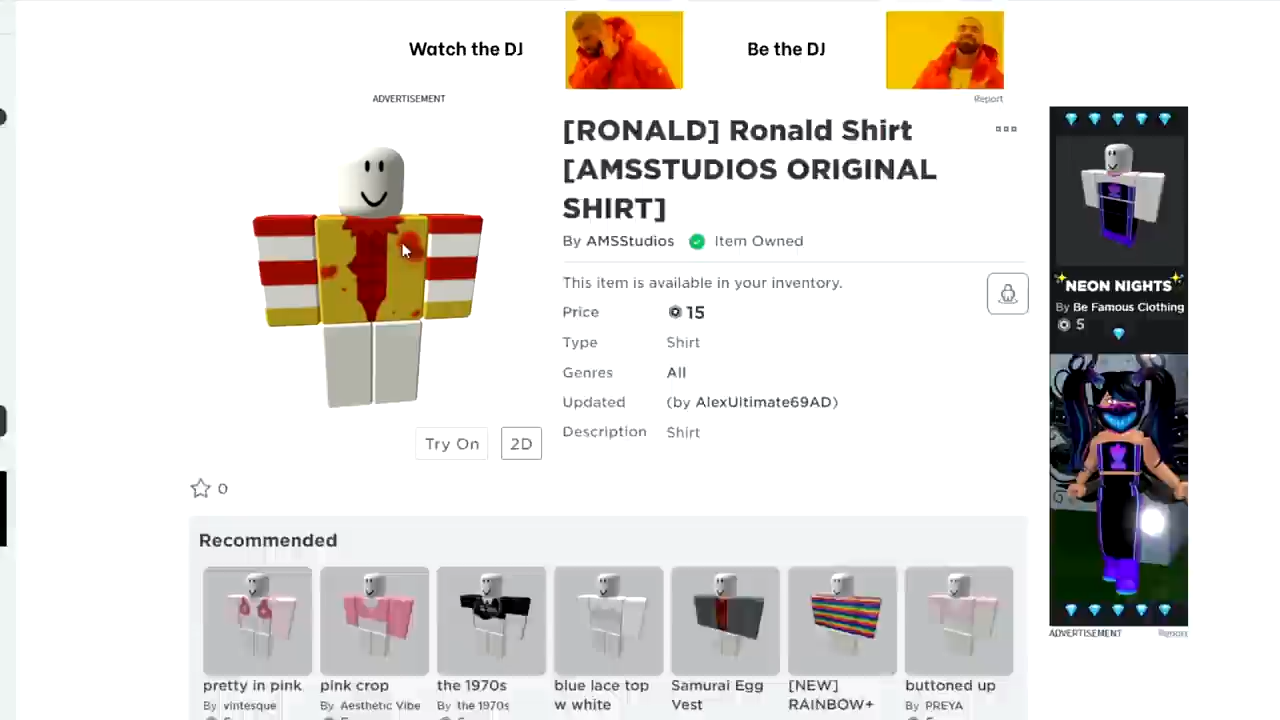 Watch the DJ
Be the DJ
ADVERTISEMENT
Report
[RONALD] Ronald Shirt
[AMSSTUDIOS ORIGINAL
SHIRT]
By AMSStudios
Item Owned
This item is available in your inventory.
Price 15
Type Shirt
Genres All
Updated (by AlexUltimate69AD)
Description Shirt
Try On
2D
0
NEON NIGHTS
By Be Famous Clothing
5
ADVERTISEMENT
Report
Recommended
pretty in pink
By vintesque
pink crop
By Aesthetic Vibe
the 1970s
By the 1970s
blue lace top
w white
Samurai Egg
Vest
[NEW]
RAINBOW+
buttoned up
By PREYA